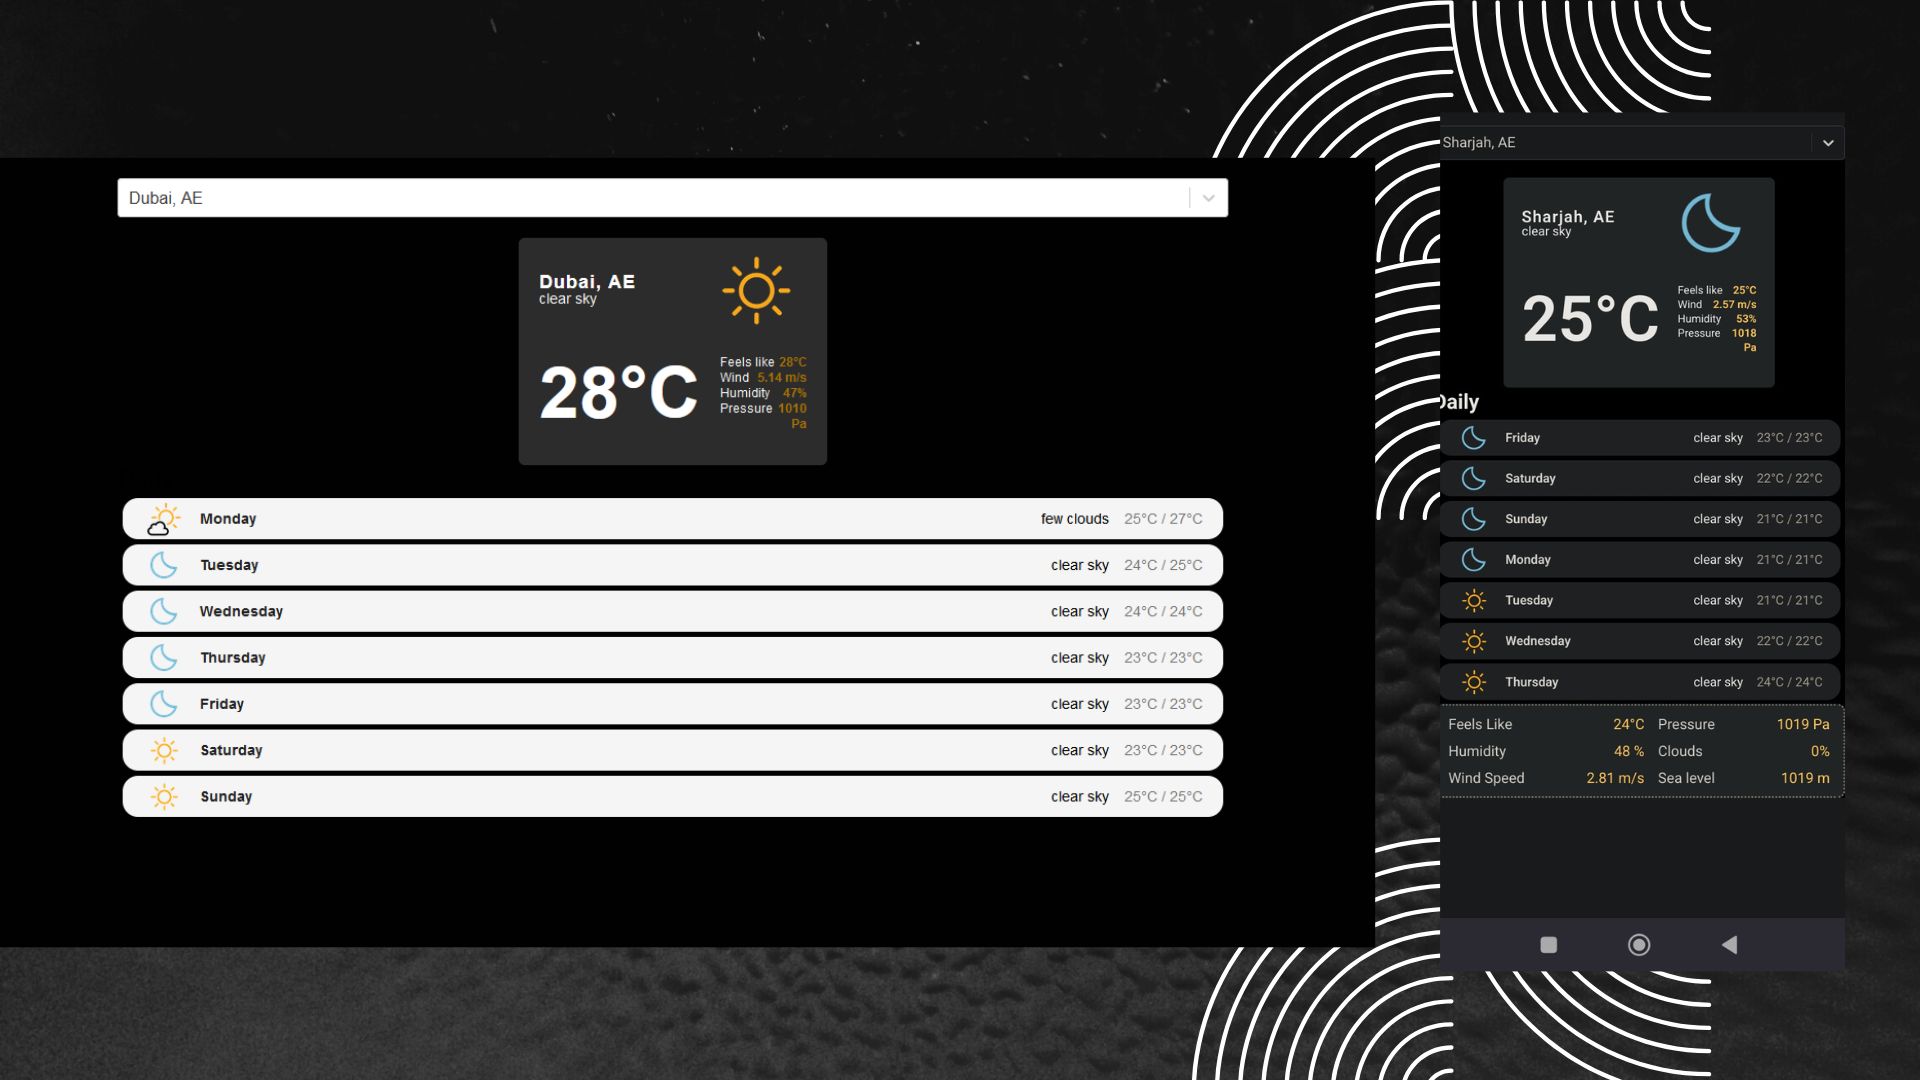 Dubai, AE
Dubai, AE
clear sky
28°C
Feels like 28°C
Wind 5.14 m/s
Humidity 47%
Pressure 1010
Pa
Monday few clouds 25°C / 27°C
Tuesday clear sky 24°C / 25°C
Wednesday clear sky 24°C / 24°C
Thursday clear sky 23°C / 23°C
Friday clear sky 23°C / 23°C
Saturday clear sky 23°C / 23°C
Sunday clear sky 25°C / 25°C
Sharjah, AE
Sharjah, AE
clear sky
25°C
Feels like 25°C
Wind 2.57 m/s
Humidity 53%
Pressure 1018
Pa
Daily
Friday clear sky 23°C / 23°C
Saturday clear sky 22°C / 22°C
Sunday clear sky 21°C / 21°C
Monday clear sky 21°C / 21°C
Tuesday clear sky 21°C / 21°C
Wednesday clear sky 22°C / 22°C
Thursday clear sky 24°C / 24°C
Feels Like 24°C Pressure 1019 Pa
Humidity 48 % Clouds 0%
Wind Speed 2.81 m/s Sea level 1019 m